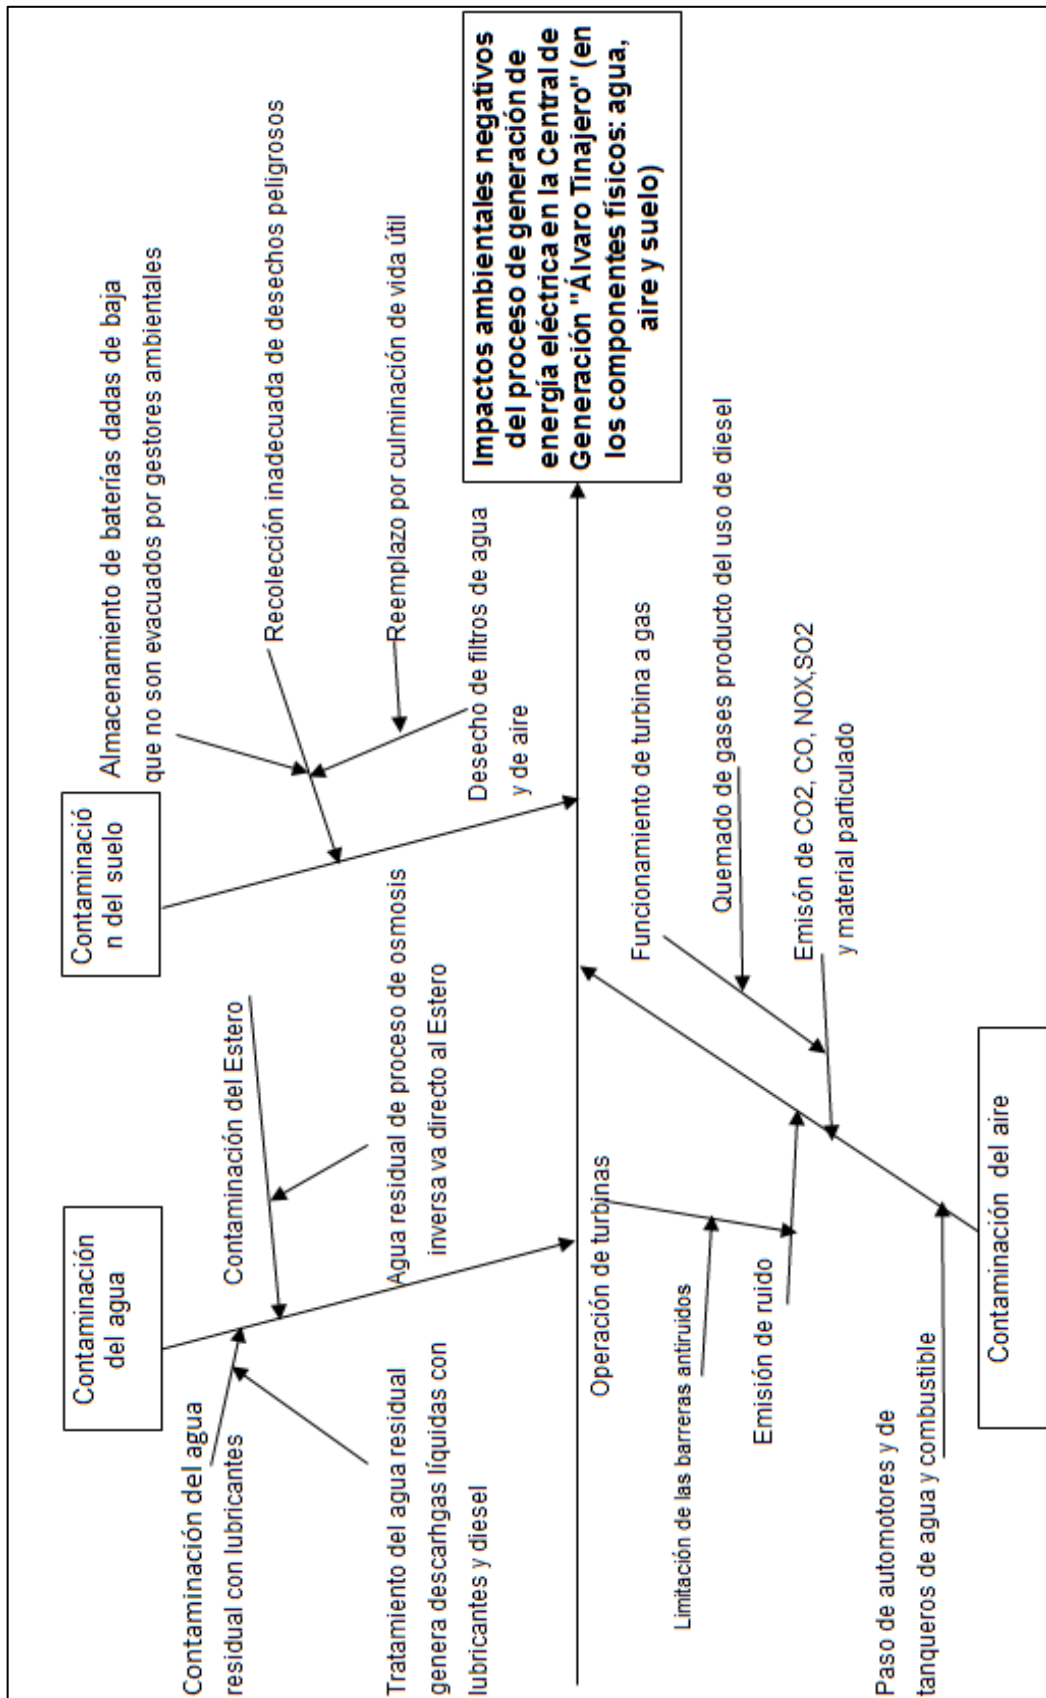 Contaminación
del agua
Contaminació
n del suelo
Contaminación del agua
residual con lubricantes
Tratamiento del agua residual
genera descarhgas líquidas con
lubricantes y diesel
Contaminación del Estero
Agua residual de proceso de osmosis
inversa va directo al Estero
Almacenamiento de baterías dadas de baja
que no son evacuados por gestores ambientales
Recolección inadecuada de desechos peligrosos
Reemplazo por culminación de vida útil
Desecho de filtros de agua
y de aire
Impactos ambientales negativos
del proceso de generación de
energía eléctrica en la Central de
Generación "Álvaro Tinajero" (en
los componentes físicos: agua,
aire y suelo)
Operación de turbinas
Limitación de las barreras antiruidos
Emisión de ruido
Paso de automotores y de
tanqueros de agua y combustible
Funcionamiento de turbina a gas
Quemado de gases producto del uso de diesel
Emisón de CO2, CO, NOX,SO2
y material particulado
Contaminación del aire